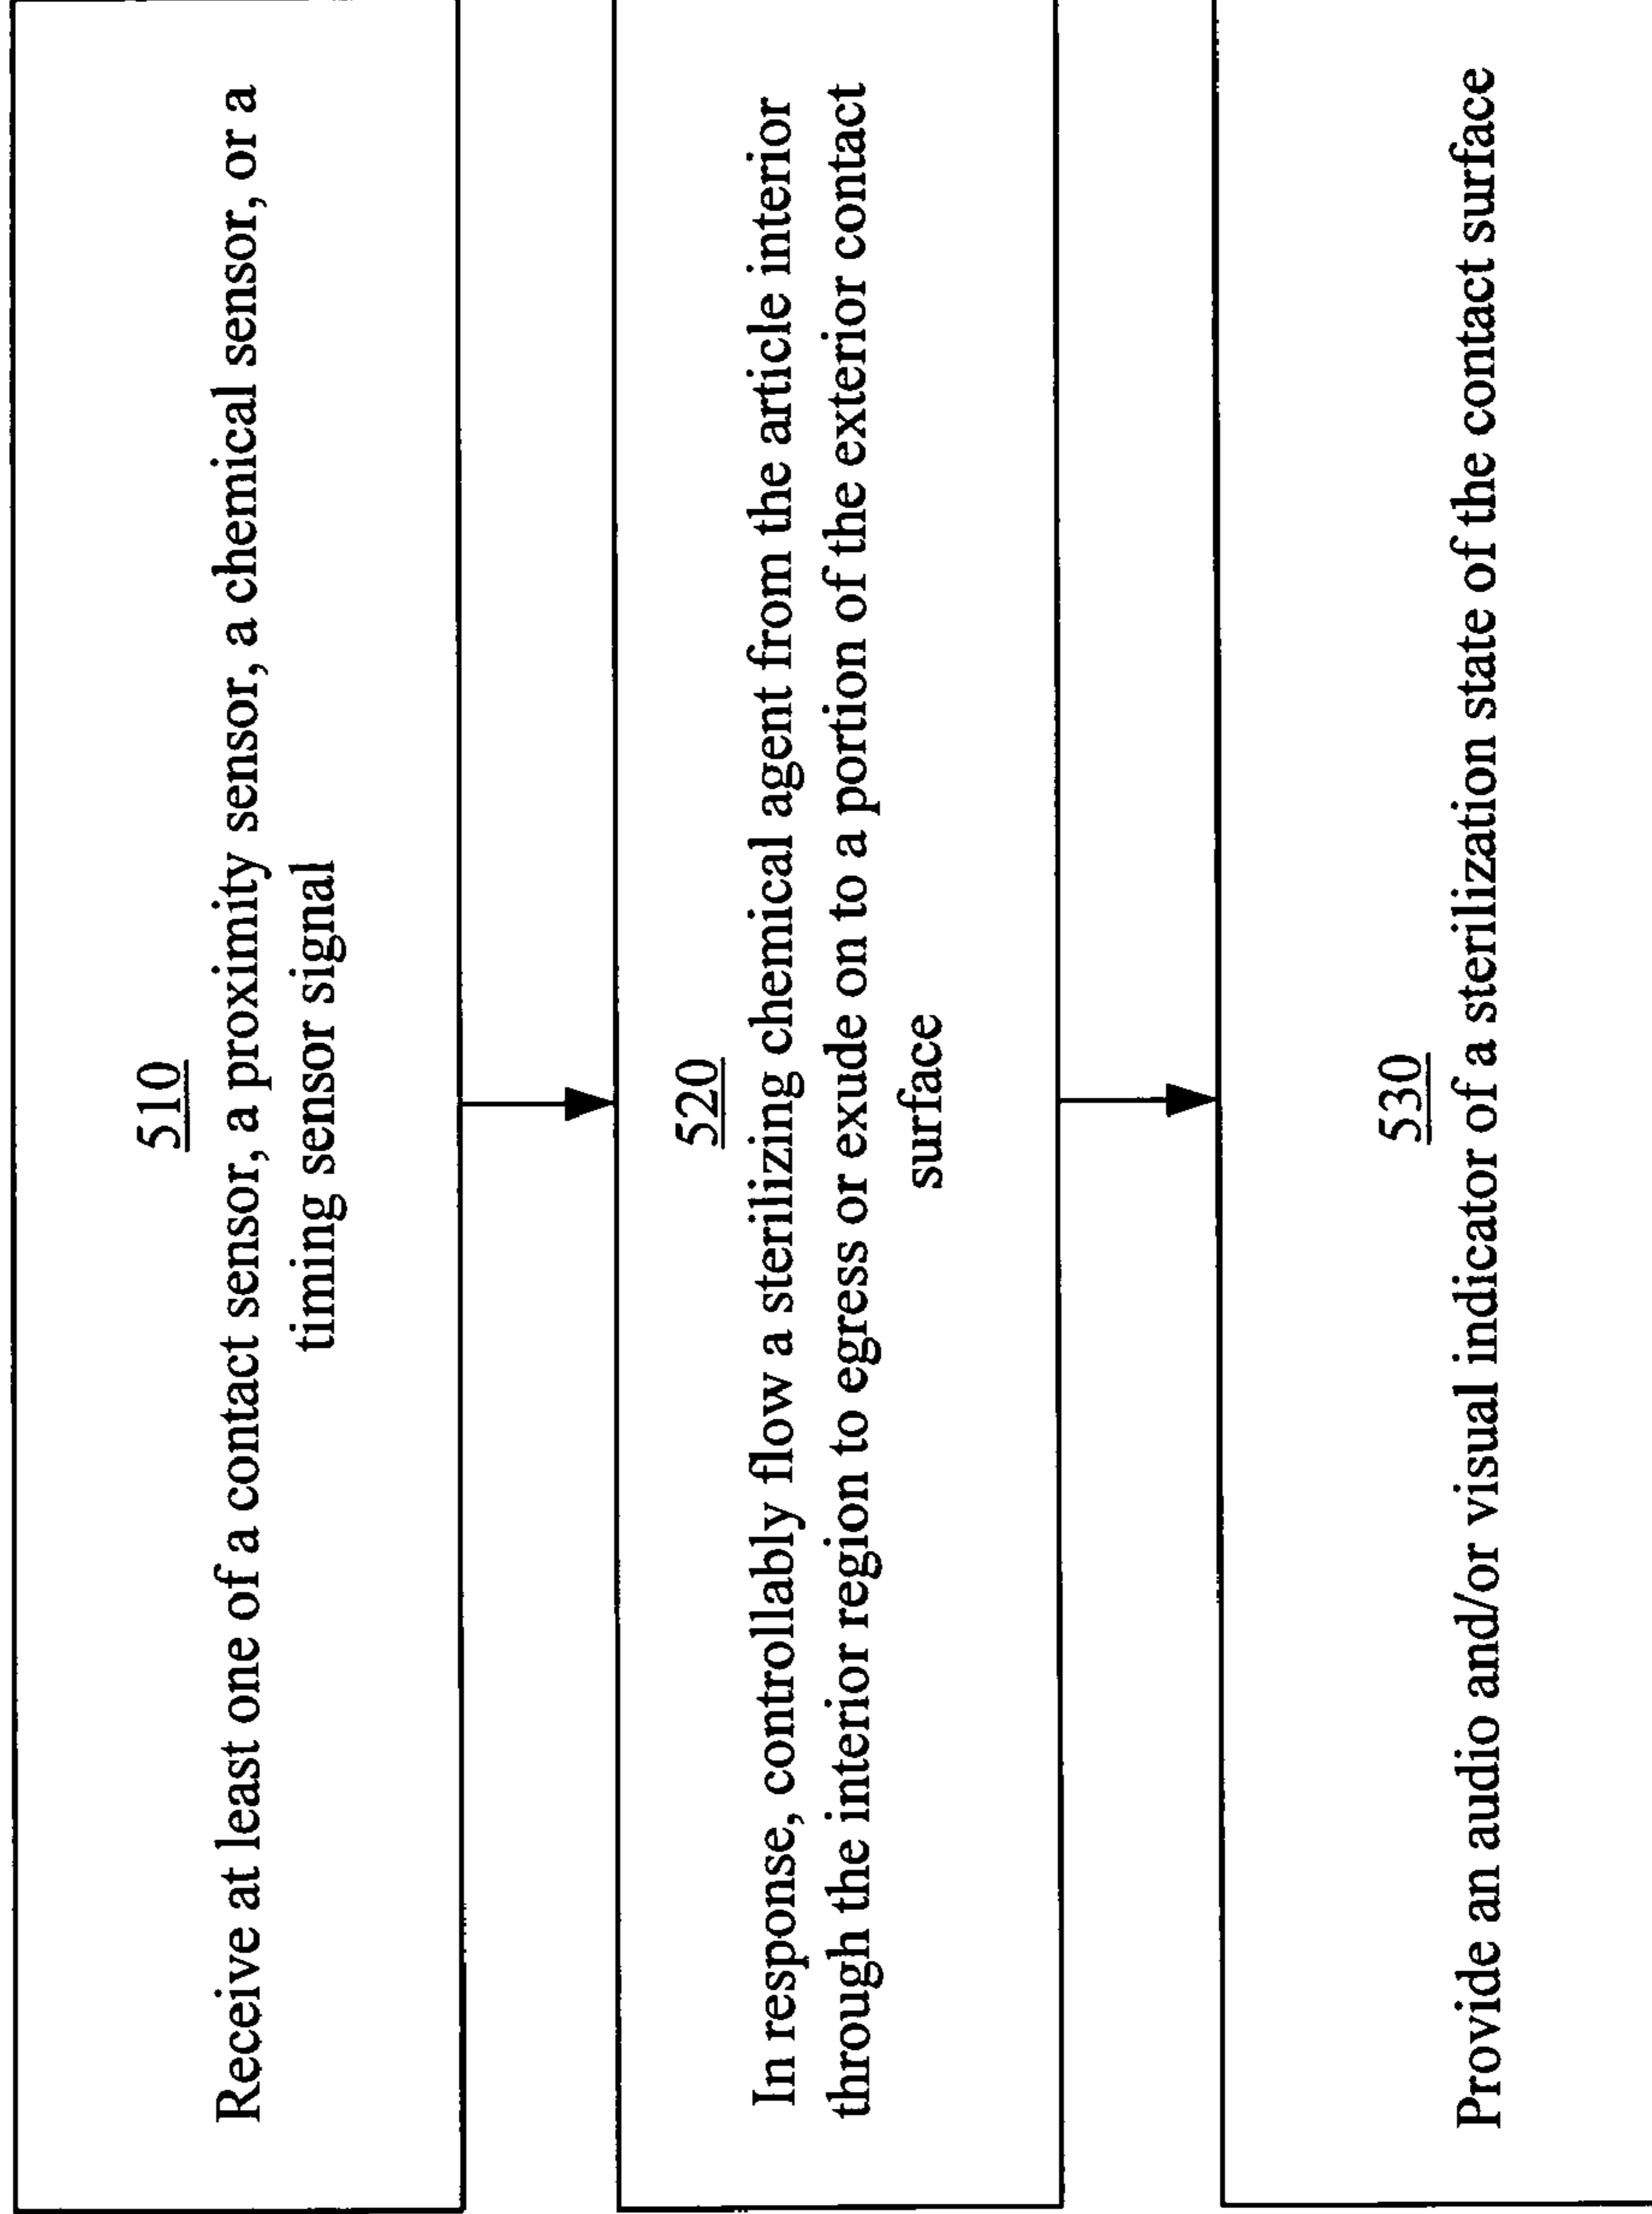 510
Receive at least one of a contact sensor, a proximity sensor, a chemical sensor, or a
timing sensor signal
520
In response, controllably flow a sterilizing chemical agent from the article interior
through the interior region to egress or exude on to a portion of the exterior contact
surface
530
Provide an audio and/or visual indicator of a sterilization state of the contact surface